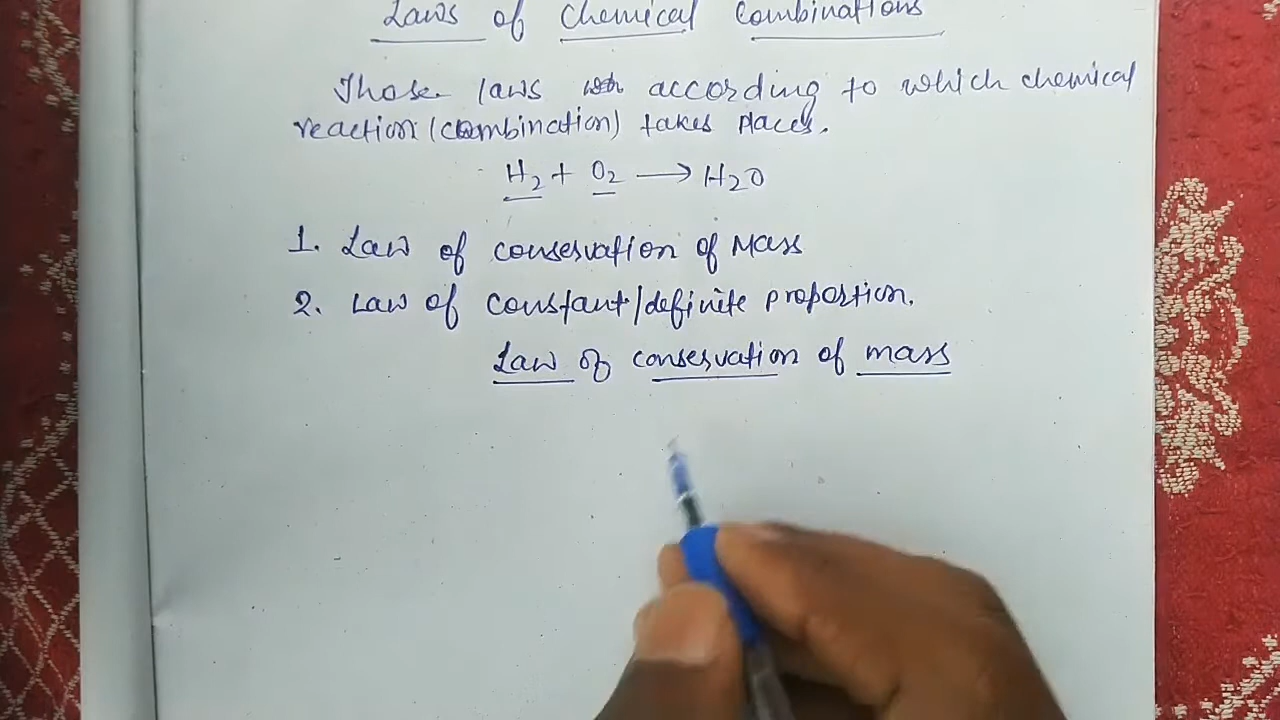 Laws of Chemical Combinations
Those laws according to which chemical
reaction (combination) takes places.
H2 + O2 → H2O
1. Law of conservation of Mass
2. Law of constant/definite proportion.
Law of conservation of mass